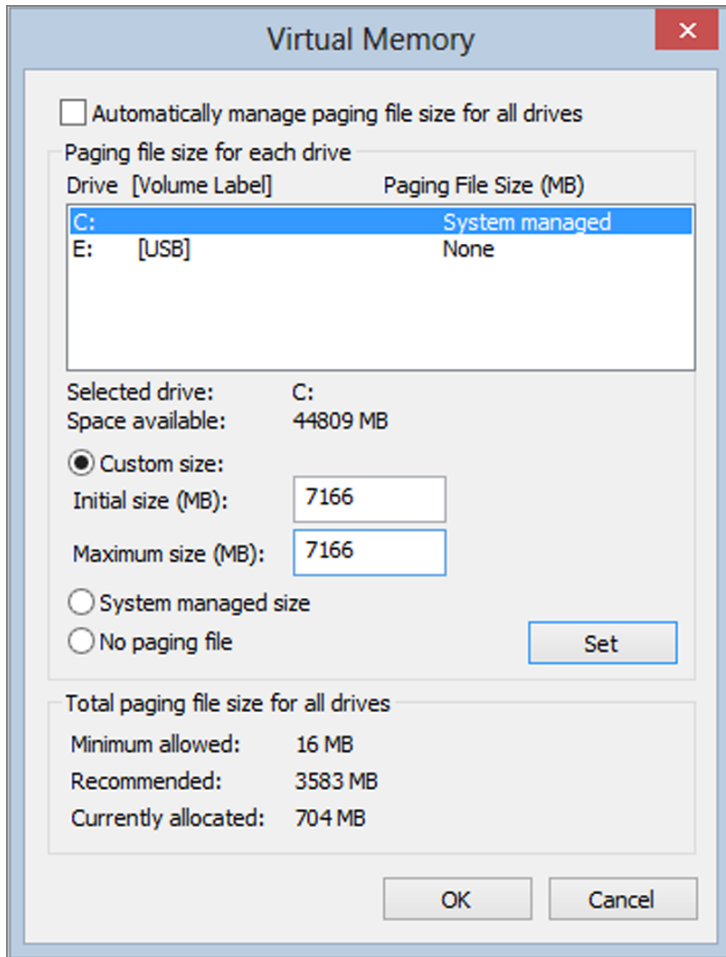 Virtual Memory
Automatically manage paging file size for all drives
Paging file size for each drive
Drive [Volume Label] Paging File Size (MB)
C: System managed
E: [USB] None
Selected drive: C:
Space available: 44809 MB
Custom size:
Initial size (MB): 7166
Maximum size (MB): 7166
System managed size
No paging file
Set
Total paging file size for all drives
Minimum allowed: 16 MB
Recommended: 3583 MB
Currently allocated: 704 MB
OK Cancel